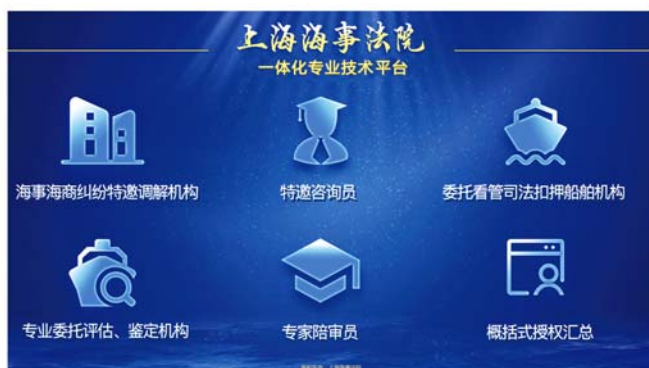 上海海事法院
一体化专业技术平台
海事海商纠纷特邀调解机构
特邀咨询员
委托看管司法扣押船舶机构
专业委托评估、鉴定机构
专家陪审员
概括式授权汇总